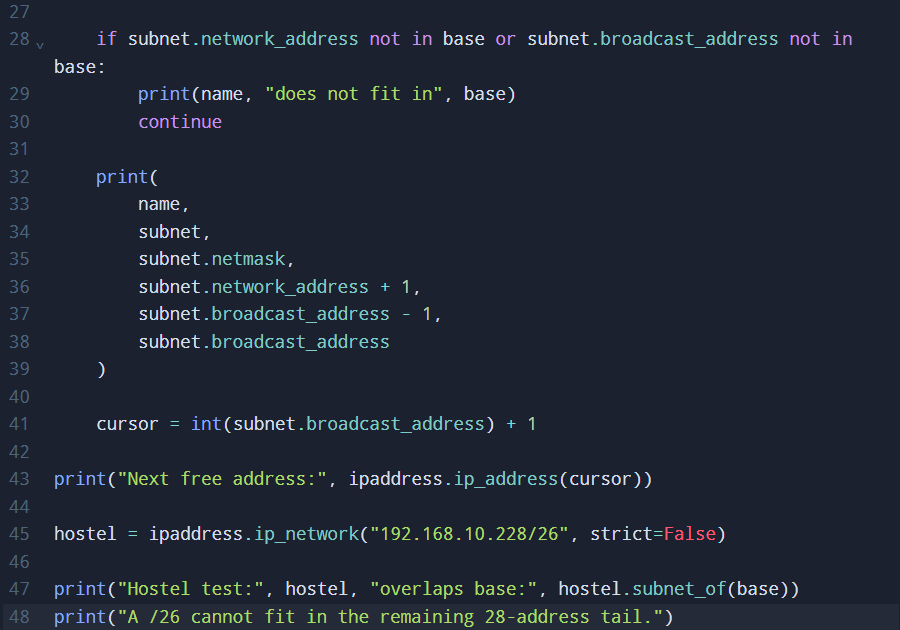 27
28 if subnet.network_address not in base or subnet.broadcast_address not in
base:
29 print(name, "does not fit in", base)
30 continue
31
32 print(
33 name,
34 subnet,
35 subnet.netmask,
36 subnet.network_address + 1,
37 subnet.broadcast_address - 1,
38 subnet.broadcast_address
39 )
40
41 cursor = int(subnet.broadcast_address) + 1
42
43 print("Next free address:", ipaddress.ip_address(cursor))
44
45 hostel = ipaddress.ip_network("192.168.10.228/26", strict=False)
46
47 print("Hostel test:", hostel, "overlaps base:", hostel.subnet_of(base))
48 print("A /26 cannot fit in the remaining 28-address tail.")